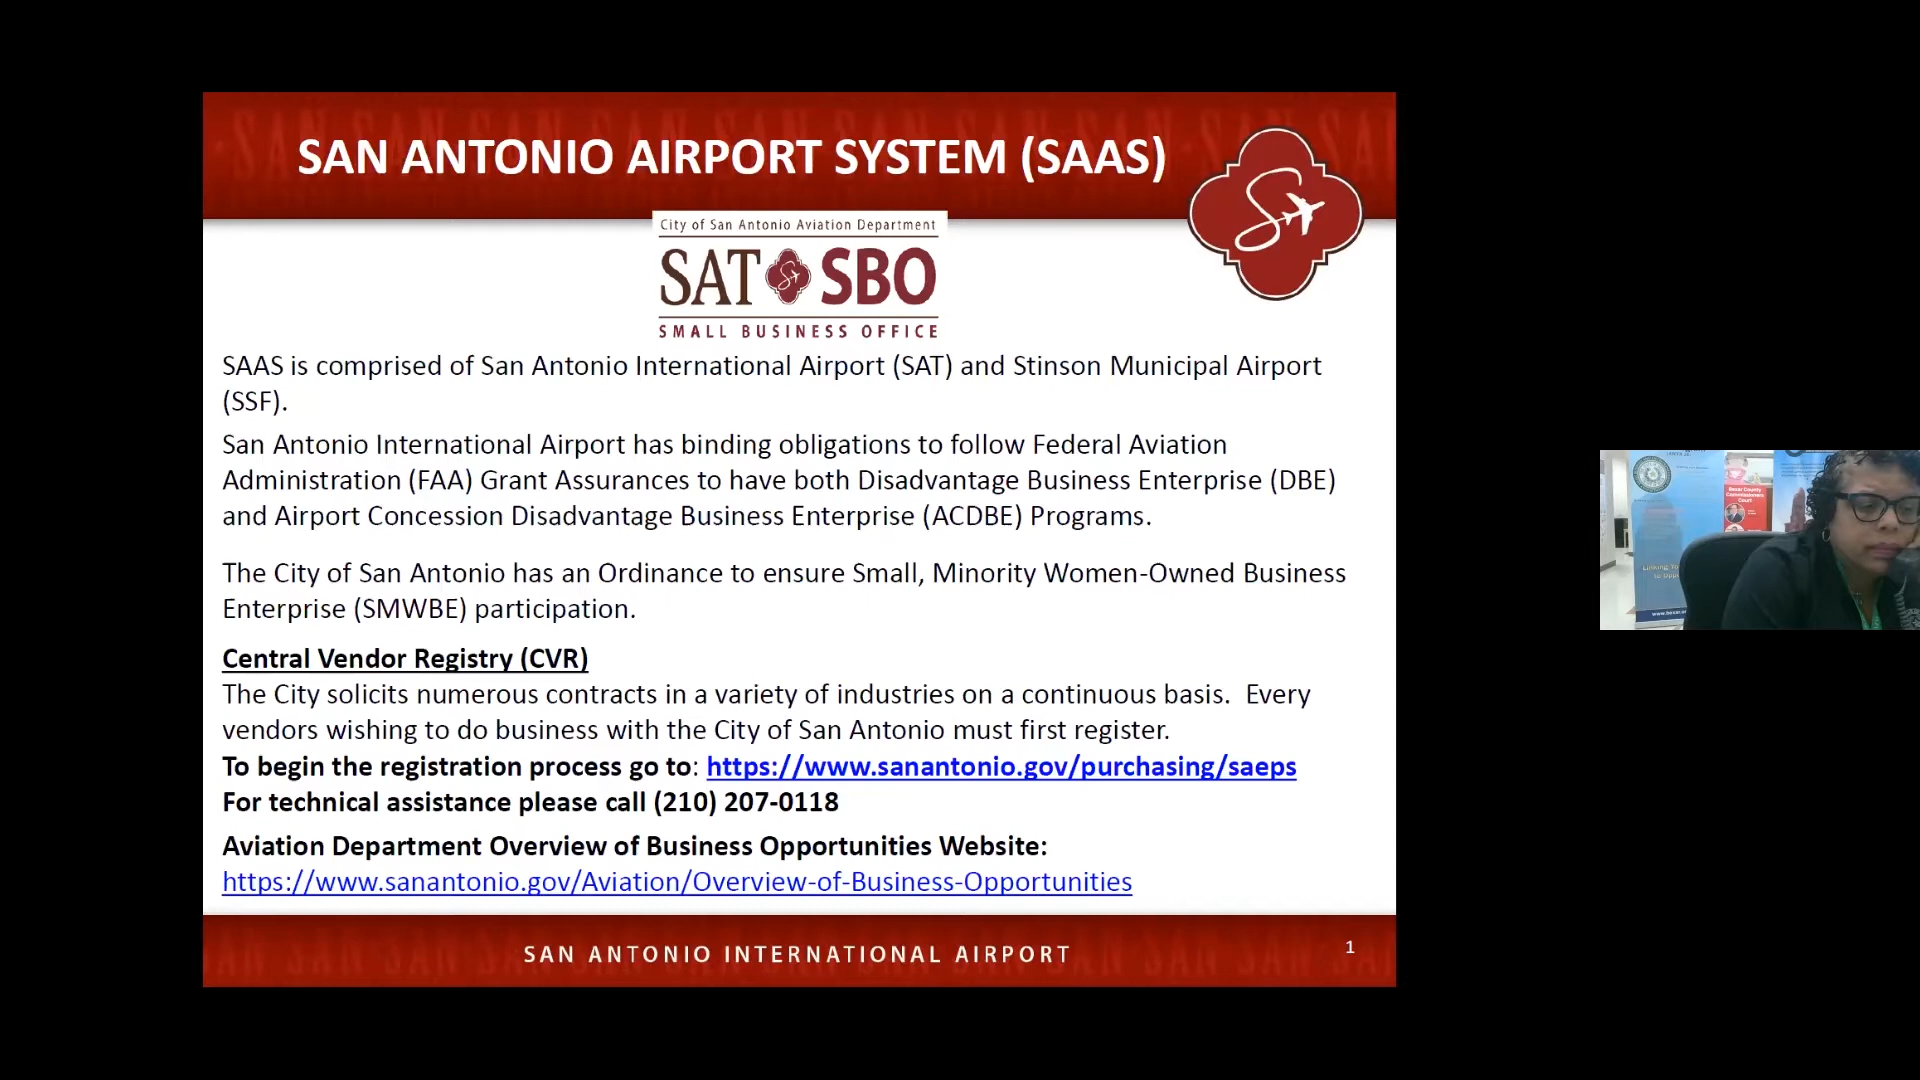 SAN ANTONIO AIRPORT SYSTEM (SAAS)
City of San Antonio Aviation Department
SAT SBO
SMALL BUSINESS OFFICE
SAAS is comprised of San Antonio International Airport (SAT) and Stinson Municipal Airport
(SSF).
San Antonio International Airport has binding obligations to follow Federal Aviation
Administration (FAA) Grant Assurances to have both Disadvantage Business Enterprise (DBE)
and Airport Concession Disadvantage Business Enterprise (ACDBE) Programs.
The City of San Antonio has an Ordinance to ensure Small, Minority Women-Owned Business
Enterprise (SMWBE) participation.
Central Vendor Registry (CVR)
The City solicits numerous contracts in a variety of industries on a continuous basis.  Every
vendors wishing to do business with the City of San Antonio must first register.
To begin the registration process go to: https://www.sanantonio.gov/purchasing/saeps
For technical assistance please call (210) 207-0118
Aviation Department Overview of Business Opportunities Website:
https://www.sanantonio.gov/Aviation/Overview-of-Business-Opportunities
SAN ANTONIO INTERNATIONAL AIRPORT
1
Bexar County
Commissioners
Court